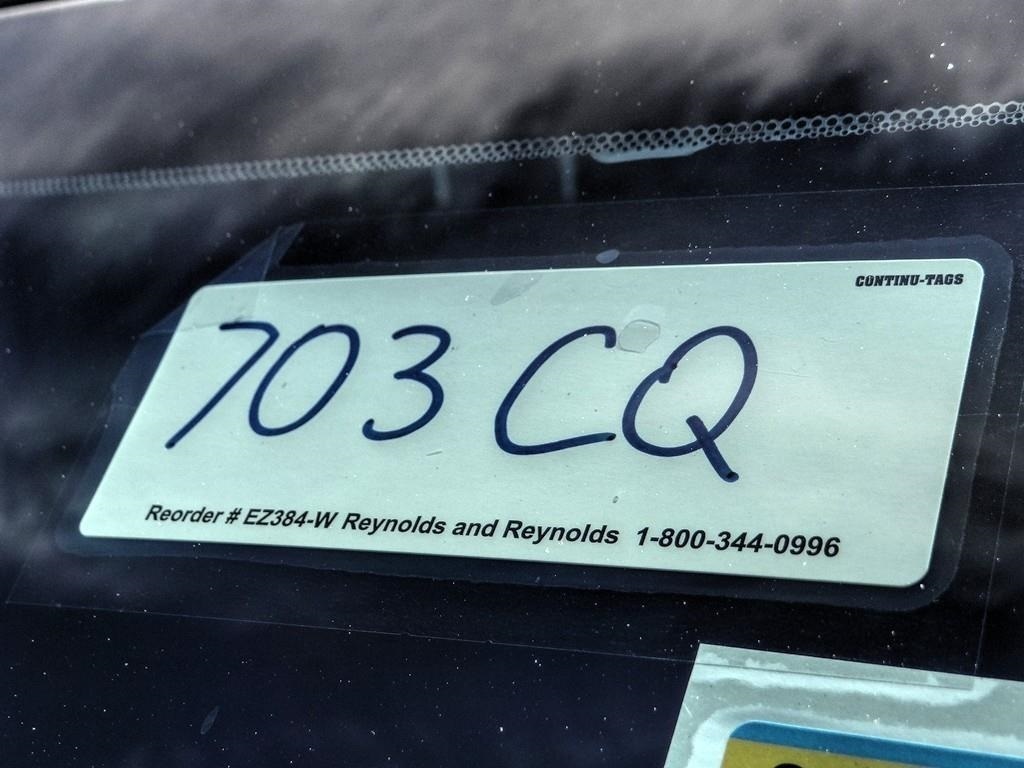 CONTINU-TAGS
703 CQ
Reorder # EZ384-W Reynolds and Reynolds 1-800-344-0996